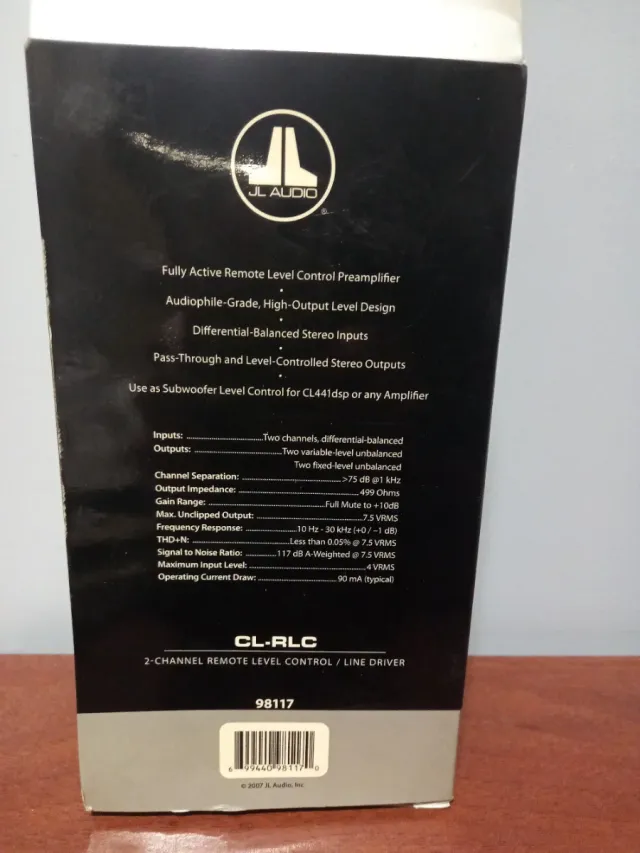 JL AUDIO
®
Fully Active Remote Level Control Preamplifier
•
Audiophile-Grade, High-Output Level Design
•
Differential-Balanced Stereo Inputs
•
Pass-Through and Level-Controlled Stereo Outputs
•
Use as Subwoofer Level Control for CL441dsp or any Amplifier
Inputs: ..............................Two channels, differential-balanced
Outputs: ..................................Two variable-level unbalanced
Two fixed-level unbalanced
Channel Separation: ......................................>75 dB @1 kHz
Output Impedance: ...............................................499 Ohms
Gain Range: ..............................................Full Mute to +10dB
Max. Unclipped Output: ..........................................7.5 VRMS
Frequency Response: .................10 Hz - 30 kHz (+0 / –1 dB)
THD+N: ......................................Less than 0.05% @ 7.5 VRMS
Signal to Noise Ratio: ............117 dB A-Weighted @ 7.5 VRMS
Maximum Input Level: ..............................................4 VRMS
Operating Current Draw: ...............................90 mA (typical)
CL-RLC
2-CHANNEL REMOTE LEVEL CONTROL / LINE DRIVER
98117
6 99440 98117 0
© 2007 JL Audio, Inc